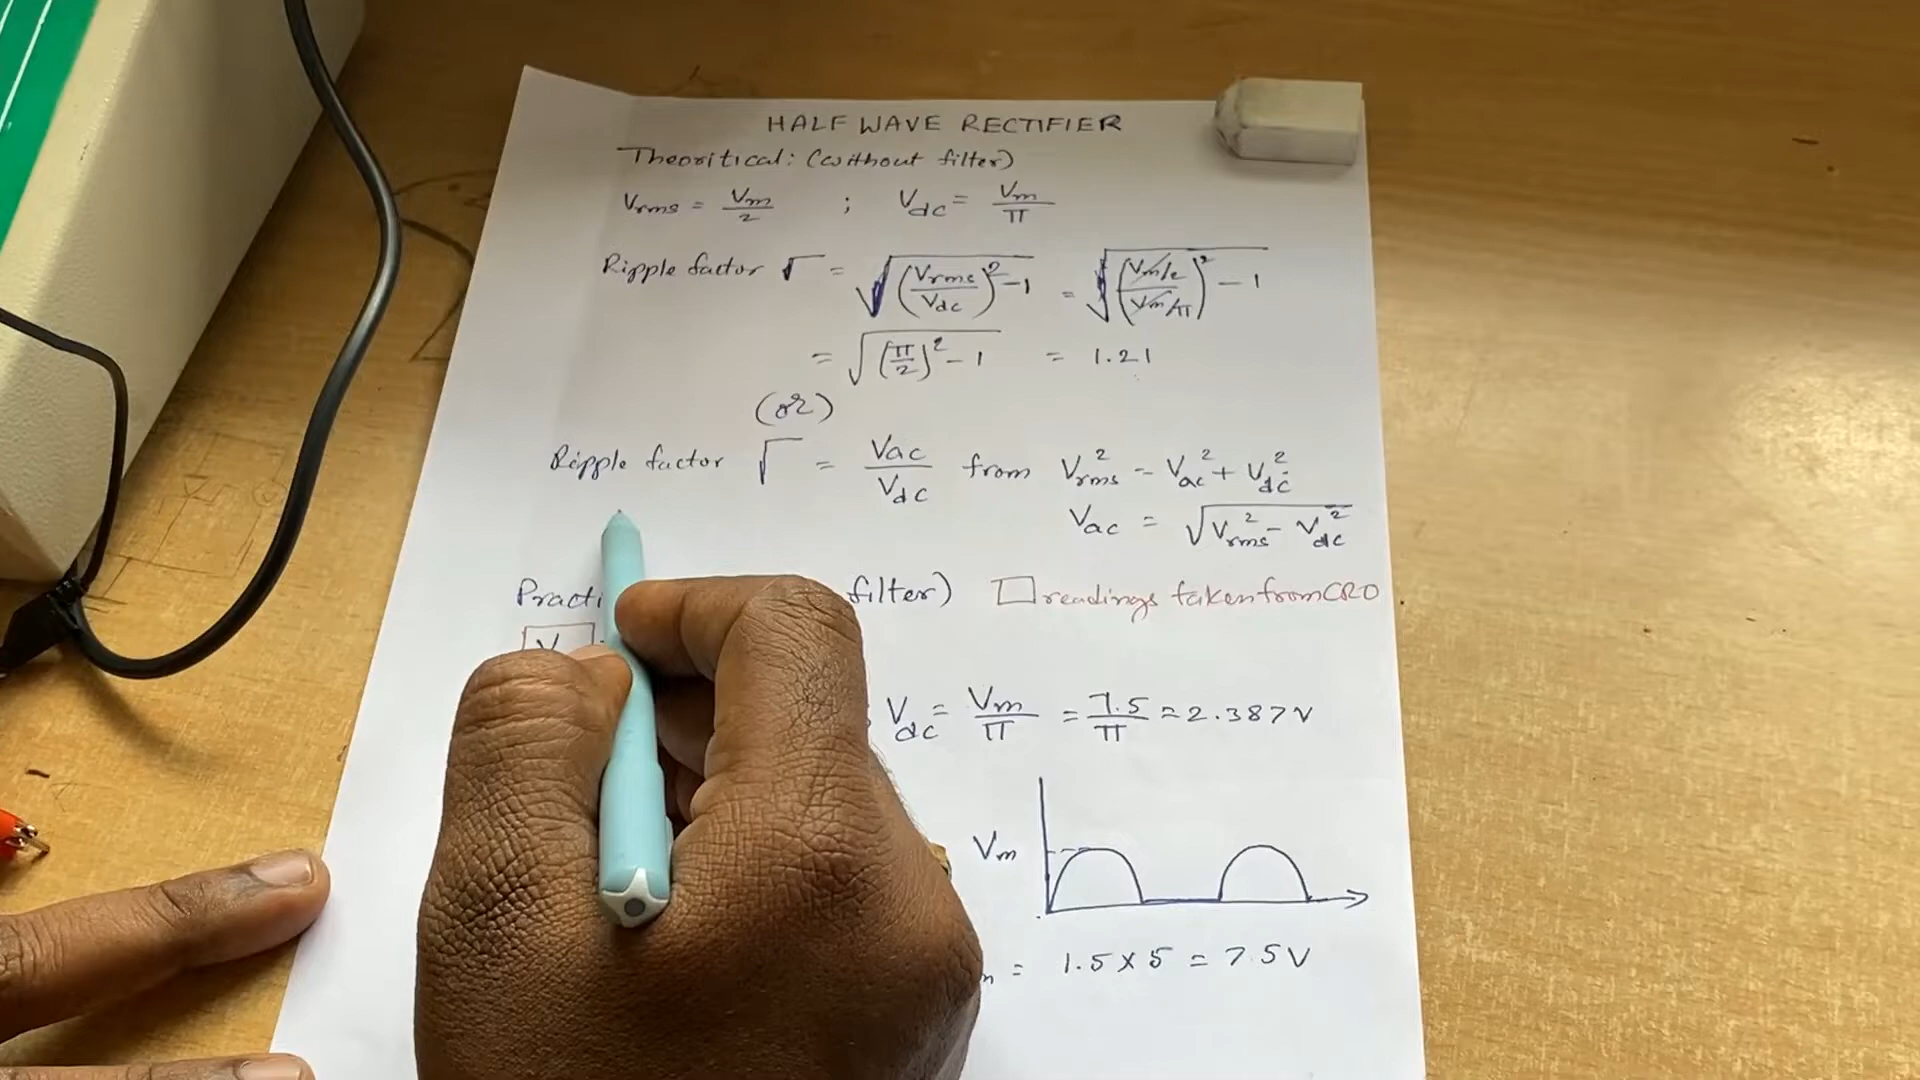 HALF WAVE RECTIFIER
Theoritical: (without filter)
Vrms = Vm/2 ; Vdc = Vm/π
Ripple factor Γ = √((Vrms/Vdc)² - 1) = √(((Vm/2)/(Vm/π))² - 1)
= √((π/2)² - 1) = 1.21
(or)
Ripple factor Γ = Vac/Vdc from Vrms² = Vac² + Vdc²
Vac = √(Vrms² - Vdc²)
filter) □ readings taken from CRO
Vdc = Vm/π = 7.5/π = 2.387V
Vm
= 1.5 × 5 = 7.5V